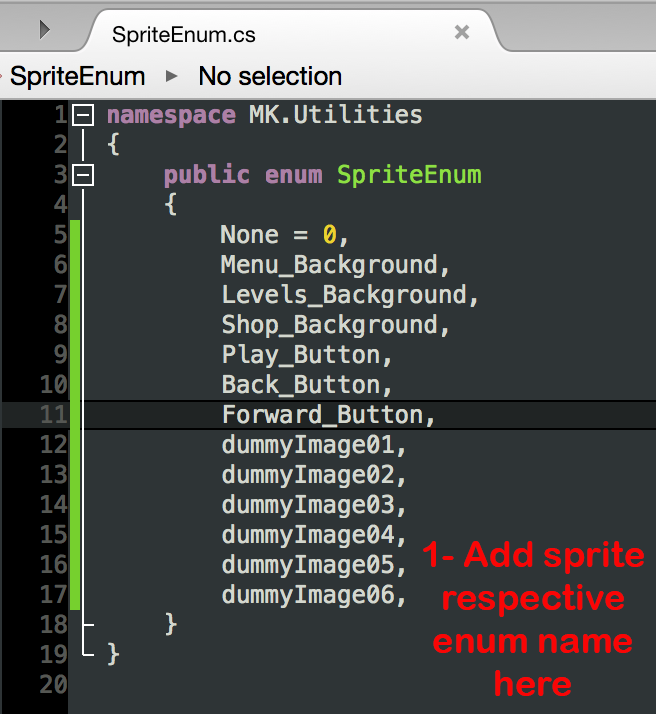 SpriteEnum.cs
SpriteEnum ▸ No selection
1 namespace MK.Utilities
2 {
3 public enum SpriteEnum
4 {
5 None = 0,
6 Menu_Background,
7 Levels_Background,
8 Shop_Background,
9 Play_Button,
10 Back_Button,
11 Forward_Button,
12 dummyImage01,
13 dummyImage02,
14 dummyImage03,
15 dummyImage04,
16 dummyImage05,
17 dummyImage06,
18 }
19 }
20
1- Add sprite
respective
enum name
here